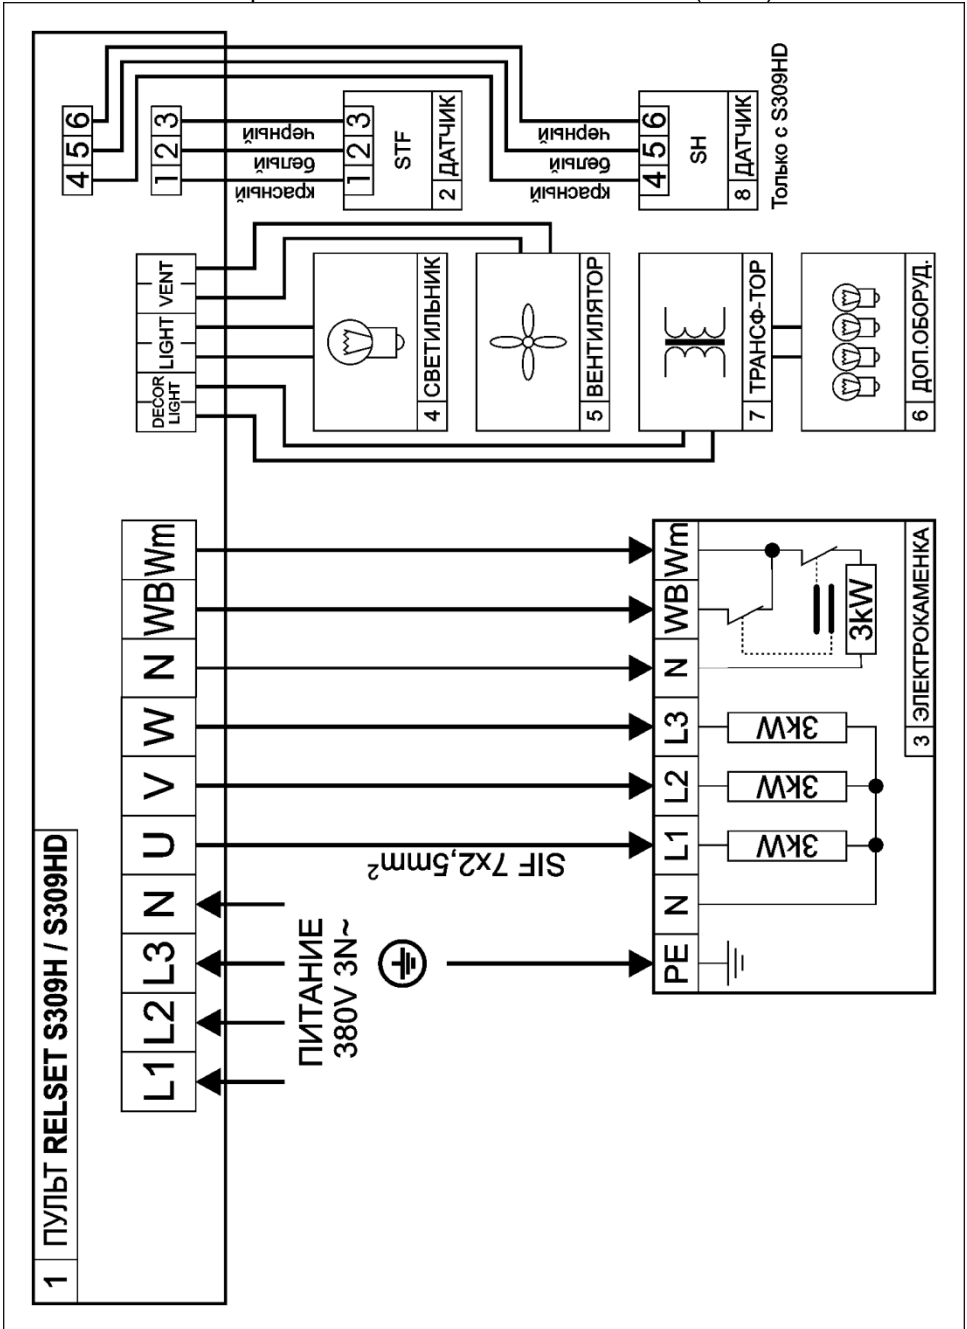 1 ПУЛЬТ RELSET S309H / S309HD
L1 L2 L3 N U V W N WB Wm
DECOR LIGHT
LIGHT
VENT
1 2 3
4 5 6
ПИТАНИЕ
380V 3N~
SIF 7x2,5mm²
красный
белый
черный
1 2 3
STF
2 ДАТЧИК
красный
белый
черный
4 5 6
SH
8 ДАТЧИК
Только с S309HD
4 СВЕТИЛЬНИК
5 ВЕНТИЛЯТОР
7 ТРАНСФ-ТОР
6 ДОП.ОБОРУД.
PE N L1 L2 L3 N WB Wm
3kW
3kW
3kW
3kW
3 ЭЛЕКТРОКАМЕНКА